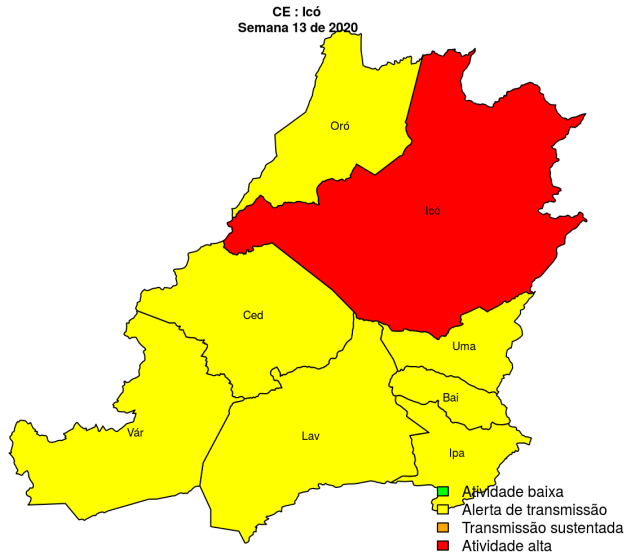 CE : Icó
Semana 13 de 2020
Oró
Icó
Ced
Uma
Bai
Vár
Lav
Ipa
Atividade baixa
Alerta de transmissão
Transmissão sustentada
Atividade alta